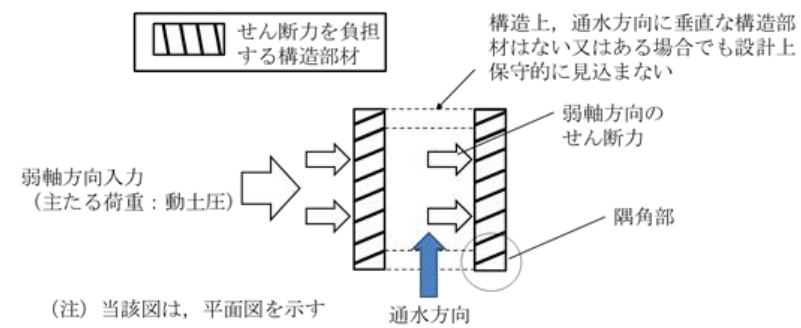 せん断力を負担
する構造部材
構造上，通水方向に垂直な構造部
材はない又はある場合でも設計上
保守的に見込まない
弱軸方向の
せん断力
弱軸方向入力
（主たる荷重：動土圧）
隅角部
（注）当該図は，平面図を示す
通水方向